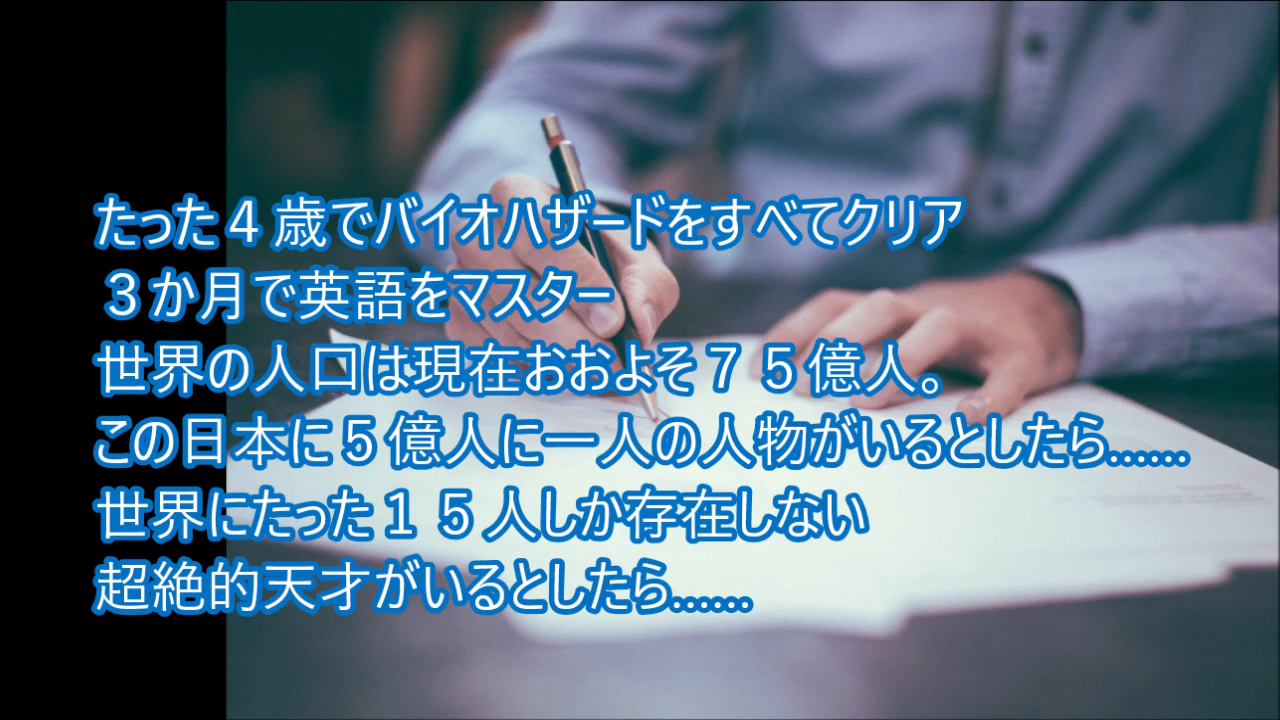 たった４歳でバイオハザードをすべてクリア
３か月で英語をマスター
世界の人口は現在おおよそ７５億人。
この日本に５億人に一人の人物がいるとしたら……
世界にたった１５人しか存在しない
超絶的天才がいるとしたら……